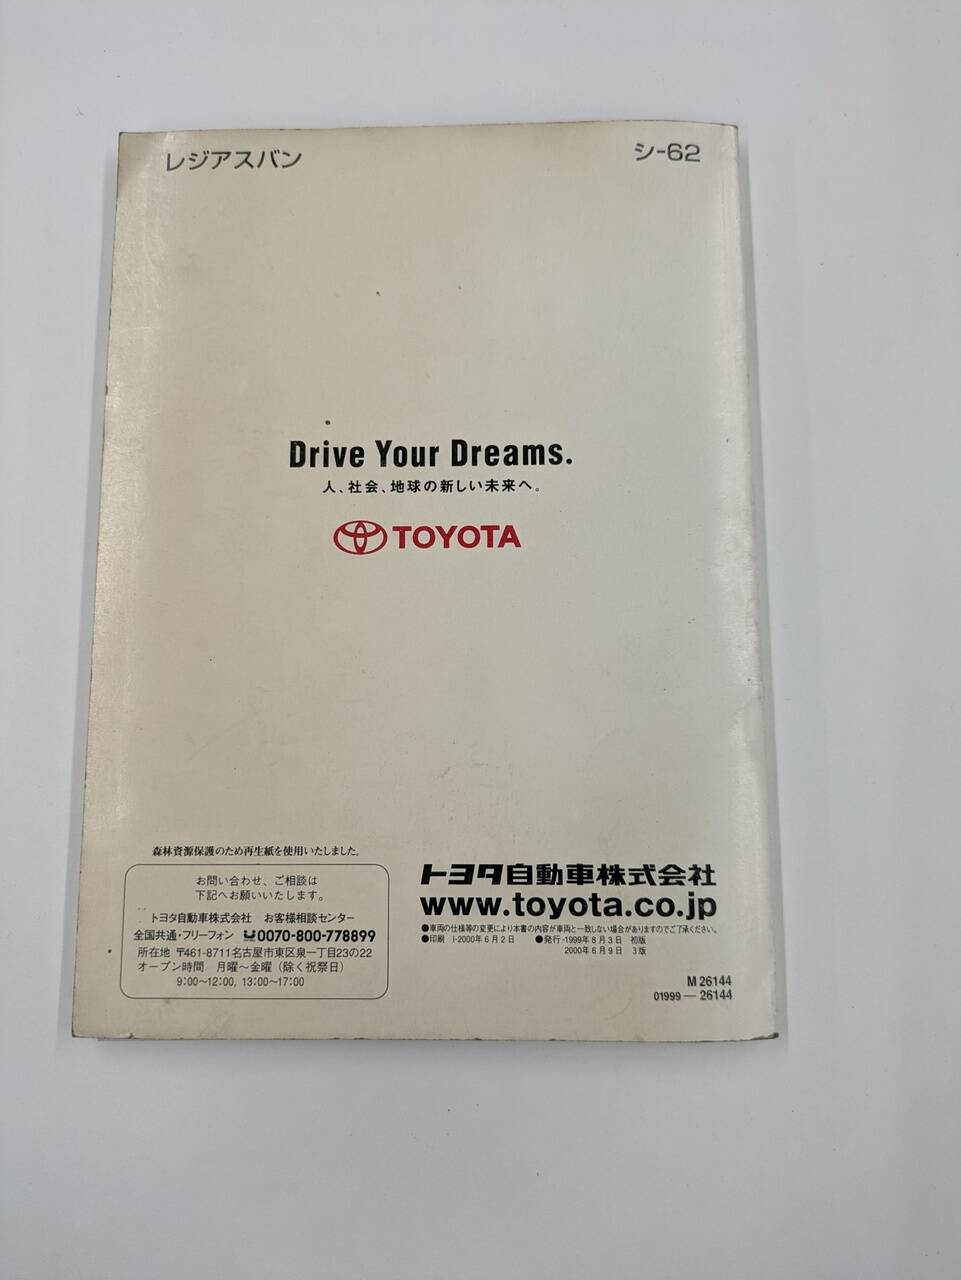 レジアスバン
シ-62
Drive Your Dreams.
人、社会、地球の新しい未来へ。
TOYOTA
森林資源保護のため再生紙を使用いたしました。
お問い合わせ、ご相談は
下記へお願いいたします。
トヨタ自動車株式会社 お客様相談センター
全国共通・フリーフォン 0070-800-778899
所在地 〒461-8711名古屋市東区泉一丁目23の22
オープン時間 月曜〜金曜（除く祝祭日）
9:00〜12:00, 13:00〜17:00
トヨタ自動車株式会社
www.toyota.co.jp
●車両の仕様等の変更により本書の内容が車両と一致しない場合がありますのでご了承ください。
●印刷 I-2000年6月2日 ●発行・1999年8月3日 初版
2000年6月9日 3版
M 26144
01999 — 26144